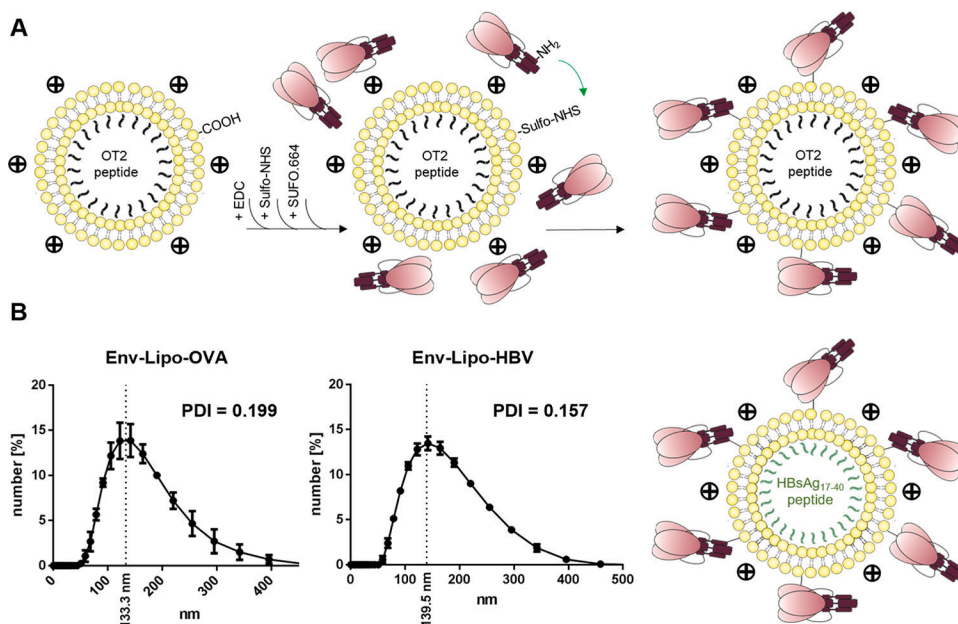 A
-NH₂
-COOH
-Sulfo-NHS
OT2
peptide
+ EDC
+ Sulfo-NHS
+ SUFO.664
OT2
peptide
OT2
peptide
B
Env-Lipo-OVA
PDI = 0.199
number [%]
20
15
10
5
0
0
100
200
300
400
133.3 nm
nm
Env-Lipo-HBV
PDI = 0.157
number [%]
20
15
10
5
0
0
100
200
300
400
500
139.5 nm
nm
HBsAg₁₇₋₄₀
peptide